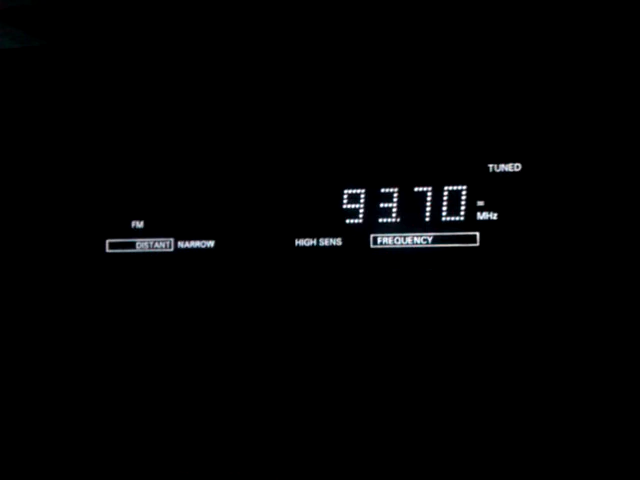 TUNED
93.70 MHz
FM
DISTANT NARROW HIGH SENS FREQUENCY